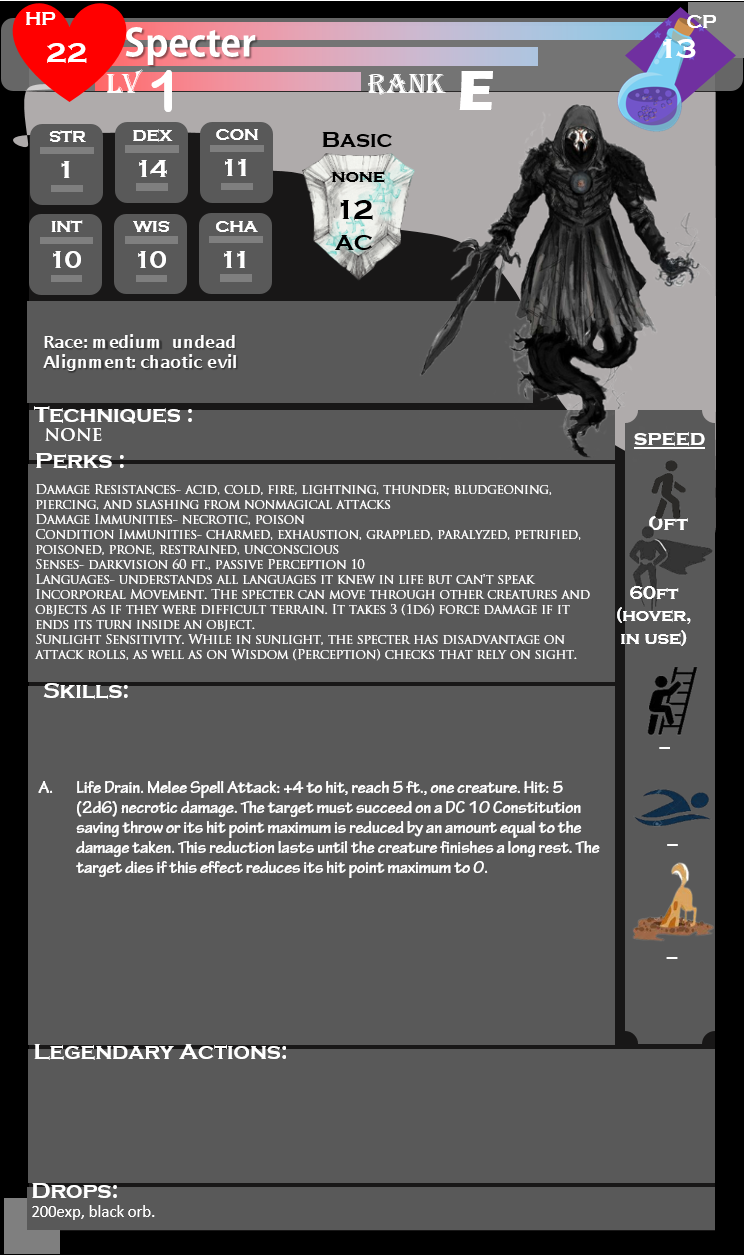 HP
22
Specter
CP
13
LV 1
RANK E
STR
1
DEX
14
CON
11
INT
10
WIS
10
CHA
11
Basic
none
12
AC
Race: medium undead
Alignment: chaotic evil
Techniques :
NONE
Perks :
Damage Resistances- acid, cold, fire, lightning, thunder; bludgeoning,
piercing, and slashing from nonmagical attacks
Damage Immunities- necrotic, poison
Condition Immunities- charmed, exhaustion, grappled, paralyzed, petrified,
poisoned, prone, restrained, unconscious
Senses- darkvision 60 ft., passive Perception 10
Languages- understands all languages it knew in life but can't speak
Incorporeal Movement. The specter can move through other creatures and
objects as if they were difficult terrain. It takes 3 (1d6) force damage if it
ends its turn inside an object.
Sunlight Sensitivity. While in sunlight, the specter has disadvantage on
attack rolls, as well as on Wisdom (Perception) checks that rely on sight.
SPEED
0ft
60ft
(hover,
in use)
–
–
–
Skills:
A. Life Drain. Melee Spell Attack: +4 to hit, reach 5 ft., one creature. Hit: 5
(2d6) necrotic damage. The target must succeed on a DC 10 Constitution
saving throw or its hit point maximum is reduced by an amount equal to the
damage taken. This reduction lasts until the creature finishes a long rest. The
target dies if this effect reduces its hit point maximum to 0.
Legendary Actions:
Drops:
200exp, black orb.